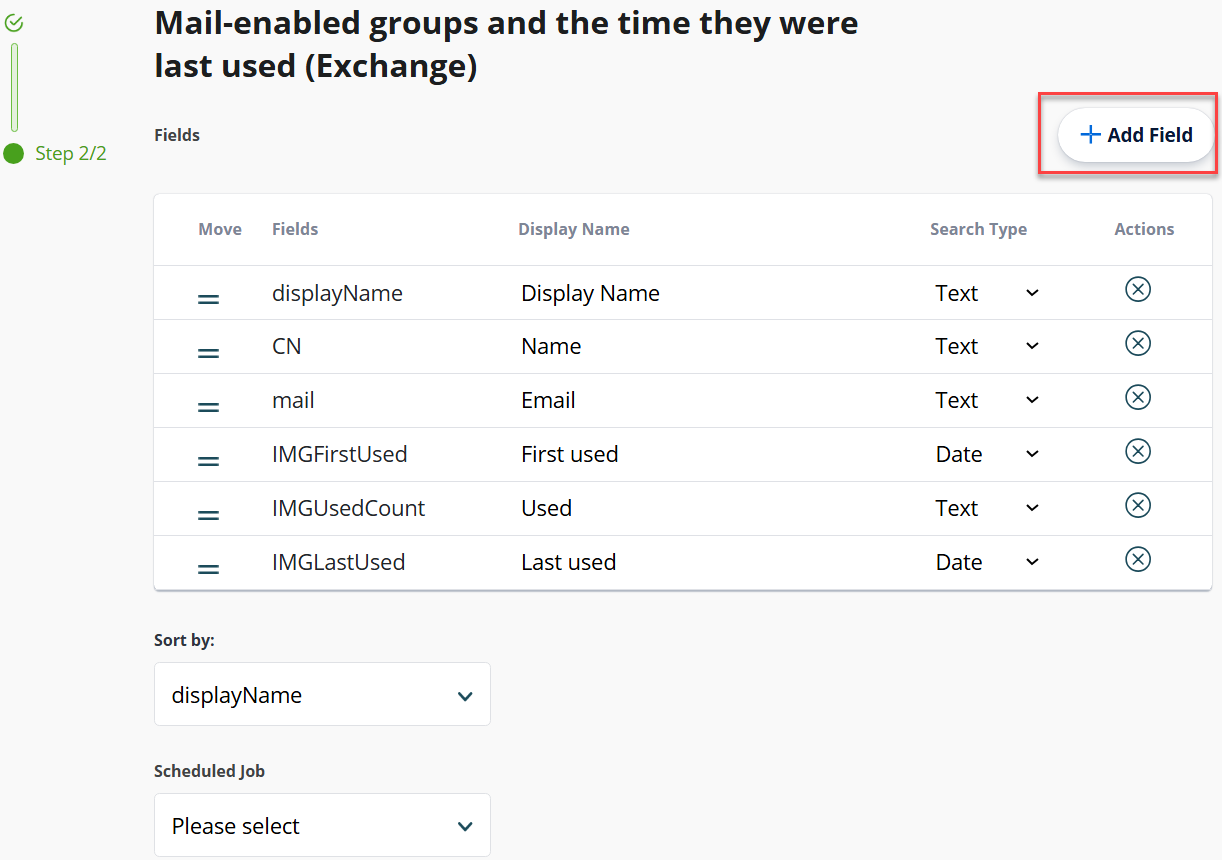 Mail-enabled groups and the time they were
last used (Exchange)
Fields
Add Field
Step 2/2
Move Fields Display Name Search Type Actions
displayName Display Name Text
CN Name Text
mail Email Text
IMGFirstUsed First used Date
IMGUsedCount Used Text
IMGLastUsed Last used Date
Sort by:
displayName
Scheduled Job
Please select